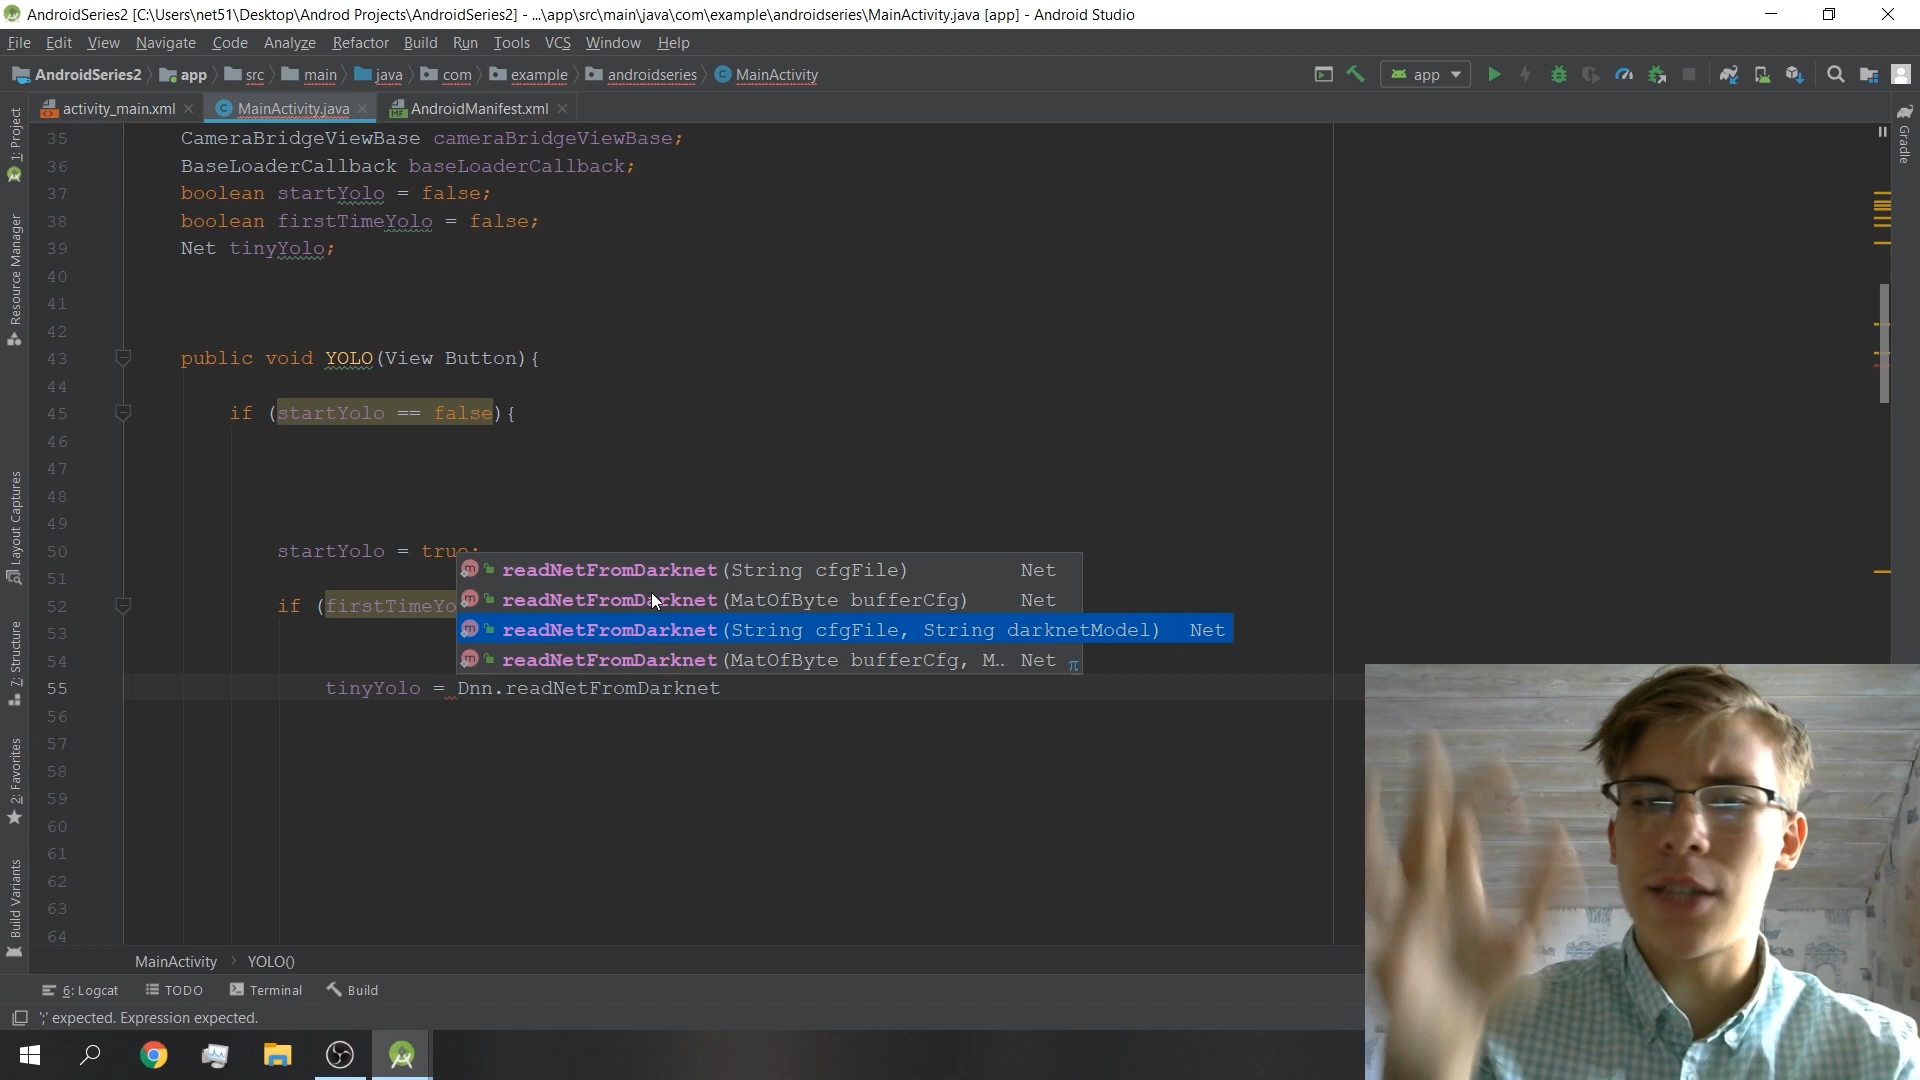 AndroidSeries2 [C:\Users\net51\Desktop\Androd Projects\AndroidSeries2] - ...\app\src\main\java\com\example\androidseries\MainActivity.java [app] - Android Studio
File Edit View Navigate Code Analyze Refactor Build Run Tools VCS Window Help
AndroidSeries2 app src main java com example androidseries MainActivity
app
activity_main.xml MainActivity.java AndroidManifest.xml
1: Project
Resource Manager
Layout Captures
7: Structure
2: Favorites
Build Variants
Gradle
35 CameraBridgeViewBase cameraBridgeViewBase;
36 BaseLoaderCallback baseLoaderCallback;
37 boolean startYolo = false;
38 boolean firstTimeYolo = false;
39 Net tinyYolo;
40
41
42
43 public void YOLO(View Button){
44
45 if (startYolo == false){
46
47
48
49
50 startYolo = true;
51
52 if (firstTimeYo
53
54
readNetFromDarknet(String cfgFile) Net
readNetFromDarknet(MatOfByte bufferCfg) Net
readNetFromDarknet(String cfgFile, String darknetModel) Net
readNetFromDarknet(MatOfByte bufferCfg, M.. Net π
55 tinyYolo = Dnn.readNetFromDarknet
56
57
58
59
60
61
62
63
64
MainActivity YOLO()
6: Logcat TODO Terminal Build
';' expected. Expression expected.